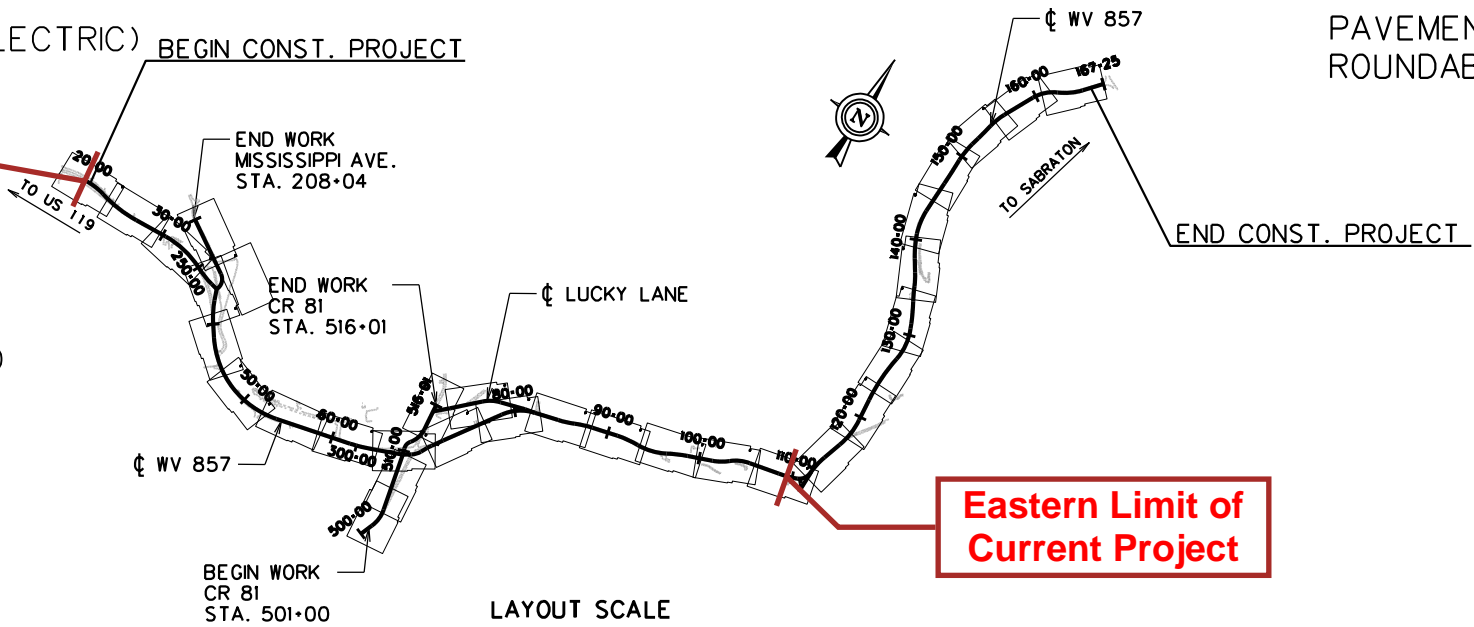 LECTRIC)
BEGIN CONST. PROJECT
℄ WV 857
PAVEMEN
ROUNDAB
160+00
167+25
END WORK
MISSISSIPPI AVE.
STA. 208+04
20+00
TO US 119
30+00
250+00
150+00
N
TO SABRATON
140+00
END CONST. PROJECT
END WORK
CR 81
STA. 516+01
℄ LUCKY LANE
130+00
)
50+00
60+00
300+00
℄ WV 857
516+01
510+00
80+00
90+00
100+00
110+00
120+00
500+00
Eastern Limit of
Current Project
BEGIN WORK
CR 81
STA. 501+00
LAYOUT SCALE